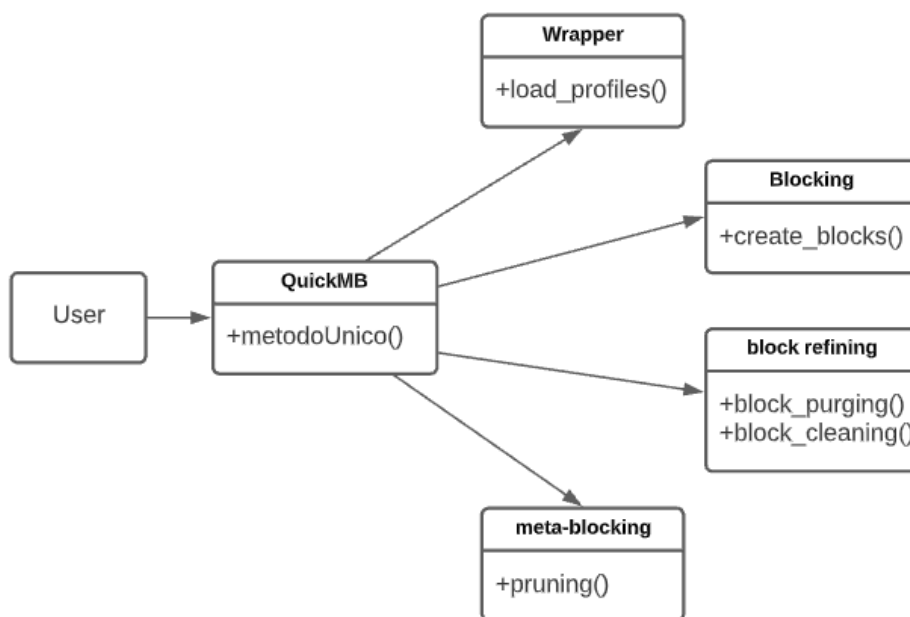 Wrapper
+load_profiles()
Blocking
+create_blocks()
User
QuickMB
+metodoUnico()
block refining
+block_purging()
+block_cleaning()
meta-blocking
+pruning()